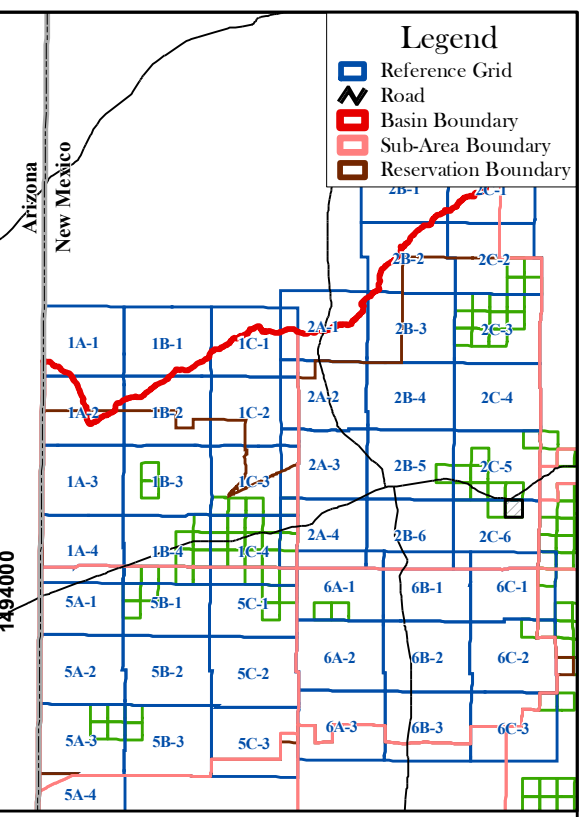 Legend
Reference Grid
Road
Basin Boundary
Sub-Area Boundary
Reservation Boundary
Arizona
New Mexico
2B-1 2C-1
2B-2 2C-2
2A-1 2B-3 2C-3
1A-1 1B-1 1C-1
2A-2 2B-4 2C-4
1A-2 1B-2 1C-2
2A-3 2B-5 2C-5
1A-3 1B-3 1C-3
2A-4 2B-6 2C-6
1A-4 1B-4 1C-4
6A-1 6B-1 6C-1
5A-1 5B-1 5C-1
6A-2 6B-2 6C-2
5A-2 5B-2 5C-2
6A-3 6B-3 6C-3
5A-3 5B-3 5C-3
5A-4
1494000